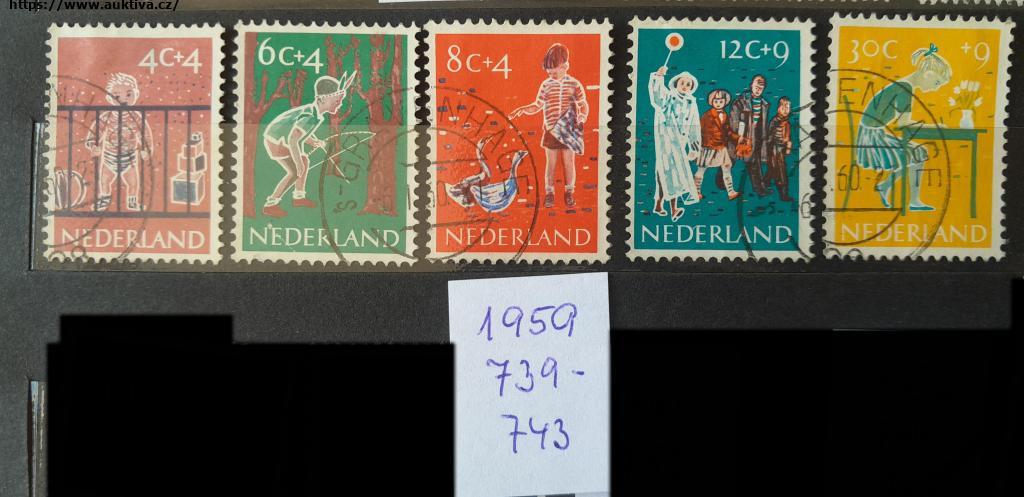 https://www.auktiva.cz/
4C+4
6C+4
8C+4
12C+9
30C +9
NEDERLAND
NEDERLAND
NEDERLAND
NEDERLAND
NEDERLAND
1959
739-
743